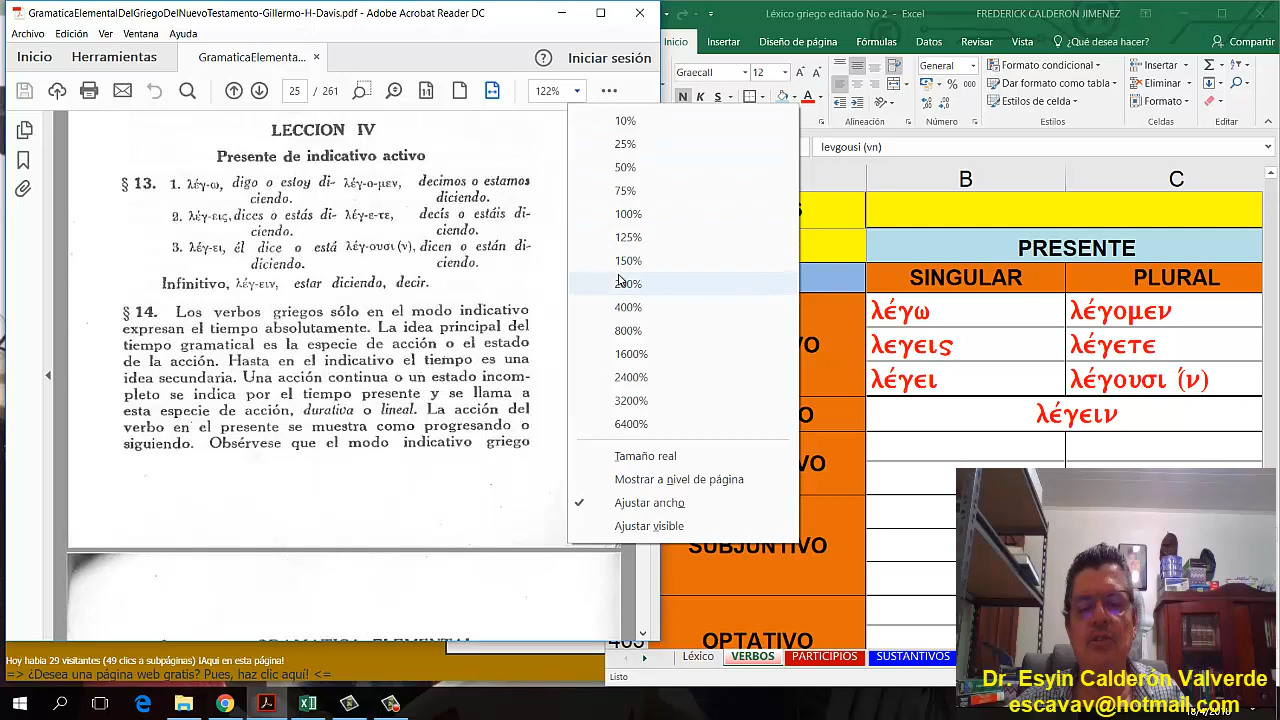 GramaticaElementalDelGriegoDelNuevoTestamento-Gillermo-H-Davis.pdf - Adobe Acrobat Reader DC
Archivo Edición Ver Ventana Ayuda
Inicio Herramientas GramaticaElementa... × Iniciar sesión
25 / 261 122%
LECCION IV
Presente de indicativo activo
§ 13. 1. λέγ-ω, digo o estoy di- λέγ-ο-μεν, decimos o estamos
ciendo. diciendo.
2. λέγ-εις, dices o estás di- λέγ-ε-τε, decís o estáis di-
ciendo. ciendo.
3. λέγ-ει, él dice o está λέγ-ουσι (ν), dicen o están di-
diciendo. ciendo.
Infinitivo, λέγ-ειν, estar diciendo, decir.
§ 14. Los verbos griegos sólo en el modo indicativo
expresan el tiempo absolutamente. La idea principal del
tiempo gramatical es la especie de acción o el estado
de la acción. Hasta en el indicativo el tiempo es una
idea secundaria. Una acción continua o un estado incom-
pleto se indica por el tiempo presente y se llama a
esta especie de acción, durativa o lineal. La acción del
verbo en el presente se muestra como progresando o
siguiendo. Obsérvese que el modo indicativo griego
10%
25%
50%
75%
100%
125%
150%
200%
400%
800%
1600%
2400%
3200%
6400%
Tamaño real
Mostrar a nivel de página
Ajustar ancho
Ajustar visible
Hoy habia 29 visitantes (49 clics a subpáginas) ¡Aqui en esta página!
=> ¿Desea una página web gratis? Pues, haz clic aquí! <=
Léxico griego editado No 2 - Excel FREDERICK CALDERON JIMENEZ
Inicio Insertar Diseño de página Fórmulas Datos Revisar Vista ¿Qué desea hacer? Compartir
Graecall 12 General Formato condicional Insertar
N K S Dar formato como tabla Eliminar
Estilos de celda Formato
Alineación Número Estilos Celdas Editar
levgousi (vn)
B C
S
PRESENTE
SINGULAR PLURAL
λέγω λέγομεν
VO λεγεις λέγετε
λέγει λέγουσι (ν)
O λέγειν
VO
SUBJUNTIVO
OPTATIVO
Léxico VERBOS PARTICIPIOS SUSTANTIVOS
Listo
Dr. Esyin Calderón Valverde
escavav@hotmail.com